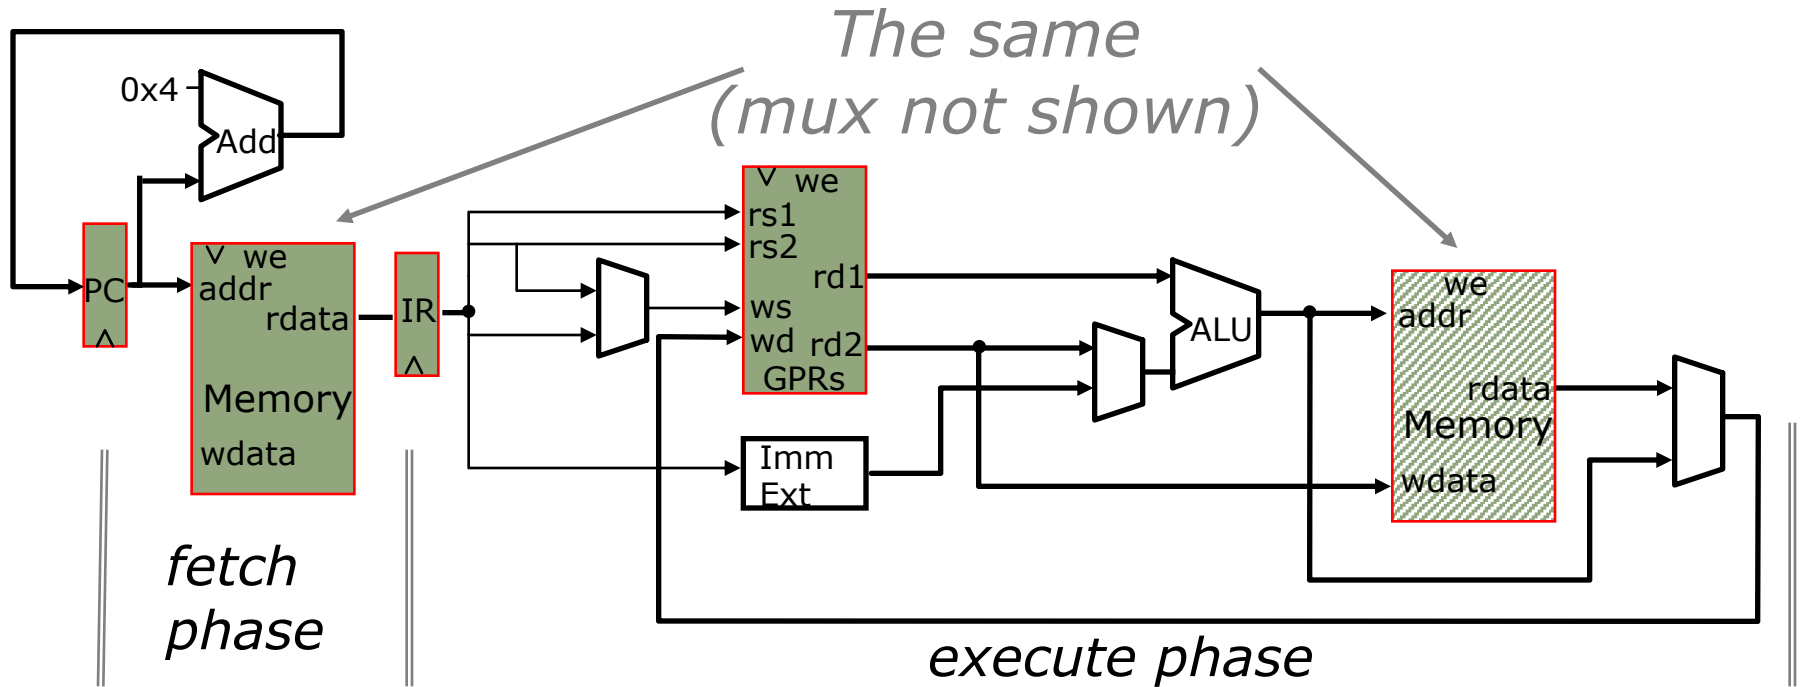 The same
(mux not shown)
0x4
Add
PC
we
addr
rdata
Memory
wdata
IR
we
rs1
rs2
rd1
ws
wd
rd2
GPRs
Imm
Ext
ALU
we
addr
rdata
Memory
wdata
fetch
phase
execute phase